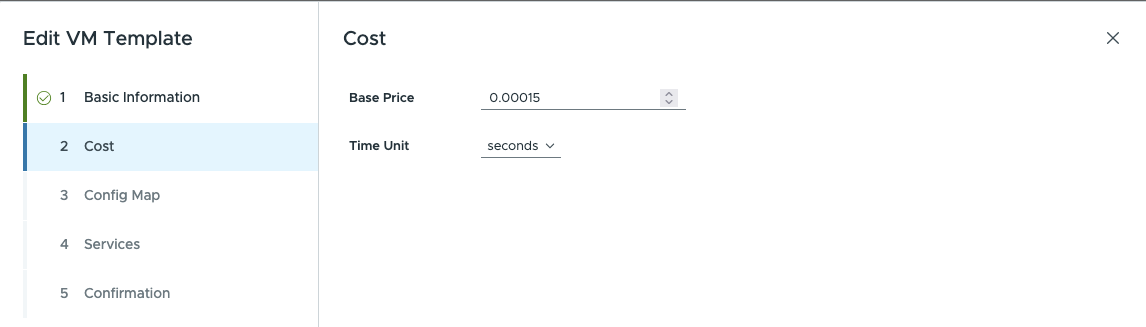 Edit VM Template
1 Basic Information
2 Cost
3 Config Map
4 Services
5 Confirmation
Cost
Base Price 0.00015
Time Unit seconds